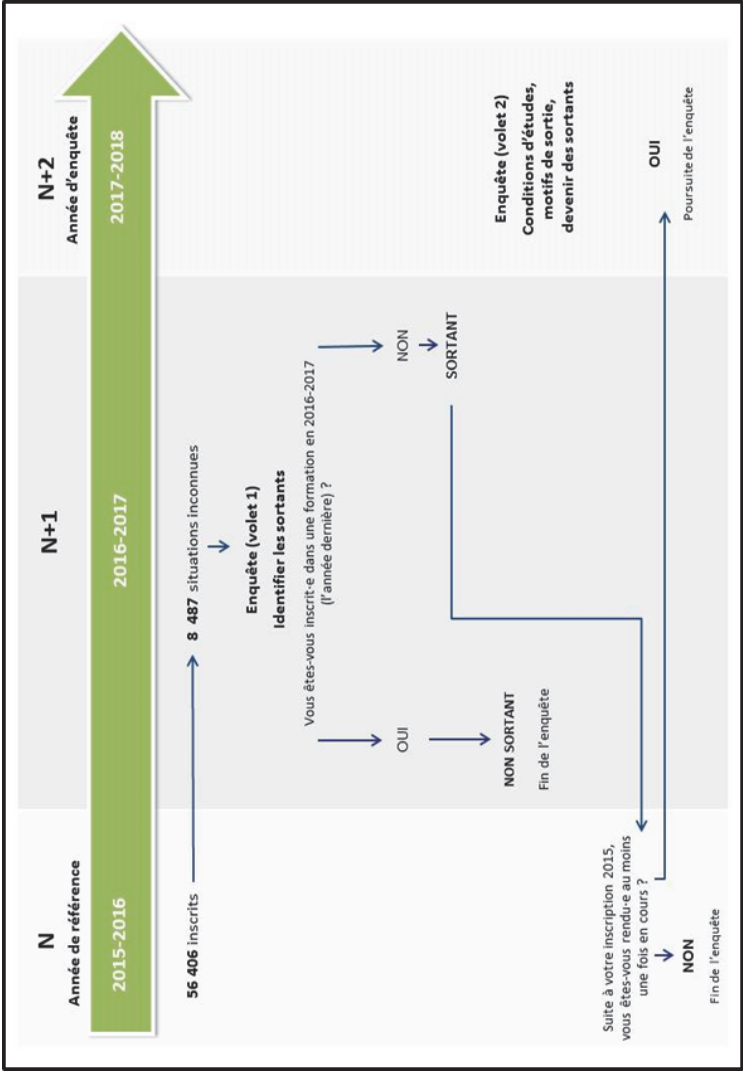 N
Année de référence
2015-2016
N+1
2016-2017
N+2
Année d'enquête
2017-2018
56 406 inscrits
8 487 situations inconnues
Enquête (volet 1)
Identifier les sortants
Vous êtes-vous inscrit-e dans une formation en 2016-2017
(l'année dernière) ?
OUI
NON SORTANT
Fin de l'enquête
NON
SORTANT
Enquête (volet 2)
Conditions d'études,
motifs de sortie,
devenir des sortants
Suite à votre inscription 2015,
vous êtes-vous rendu-e au moins
une fois en cours ?
NON
Fin de l'enquête
OUI
Poursuite de l'enquête